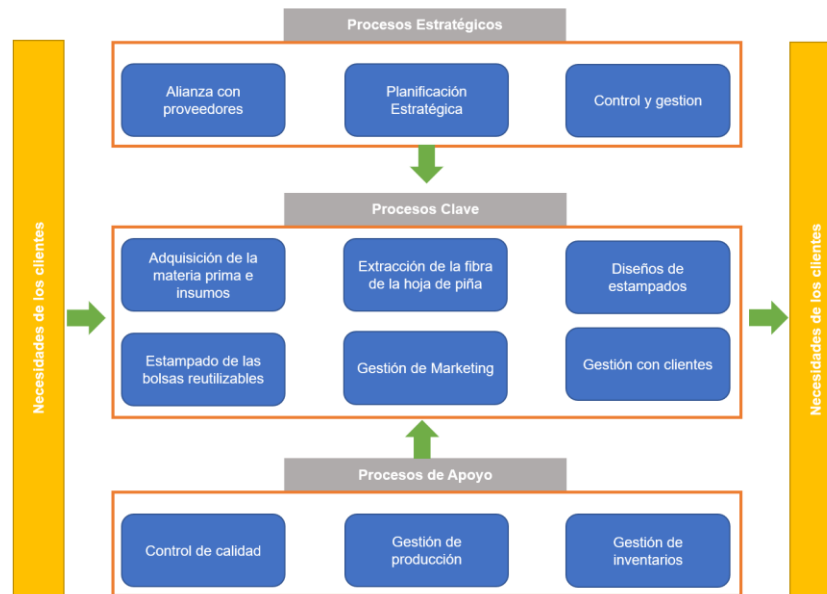 Procesos Estratégicos
Alianza con
proveedores
Planificación
Estratégica
Control y gestion
Necesidades de los clientes
Procesos Clave
Adquisición de la
materia prima e
insumos
Extracción de la fibra
de la hoja de piña
Diseños de
estampados
Estampado de las
bolsas reutilizables
Gestión de Marketing
Gestión con clientes
Necesidades de los clientes
Procesos de Apoyo
Control de calidad
Gestión de
producción
Gestión de
inventarios